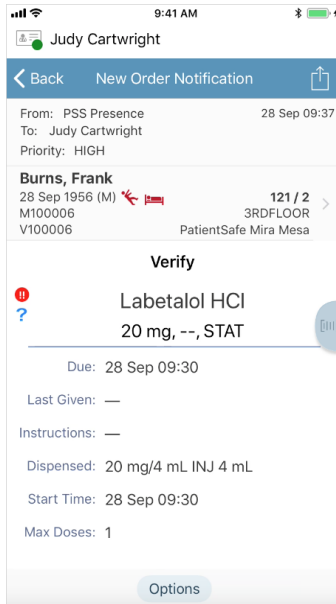 9:41 AM
Judy Cartwright
Back New Order Notification
From: PSS Presence 28 Sep 09:37
To: Judy Cartwright
Priority: HIGH
Burns, Frank
28 Sep 1956 (M) 121 / 2
M100006 3RDFLOOR
V100006 PatientSafe Mira Mesa
Verify
!!
Labetalol HCl
?
20 mg, --, STAT
Due: 28 Sep 09:30
Last Given: —
Instructions: —
Dispensed: 20 mg/4 mL INJ 4 mL
Start Time: 28 Sep 09:30
Max Doses: 1
Options